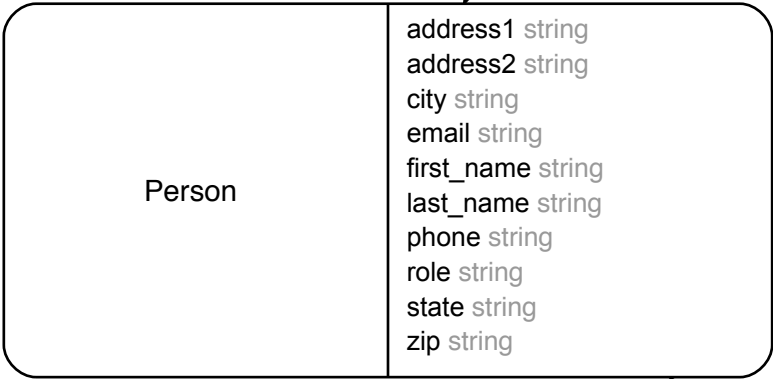 Person
address1 string
address2 string
city string
email string
first_name string
last_name string
phone string
role string
state string
zip string